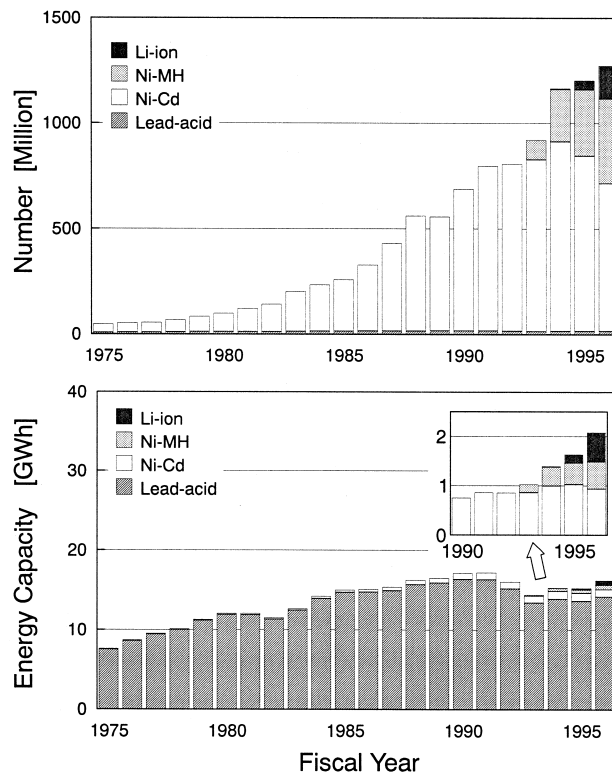 1500
1000
500
0
Number [Million]
Li-ion
Ni-MH
Ni-Cd
Lead-acid
1975 1980 1985 1990 1995
40
30
20
10
0
Energy Capacity [GWh]
Li-ion
Ni-MH
Ni-Cd
Lead-acid
2
1
0
1990 1995
1975 1980 1985 1990 1995
Fiscal Year